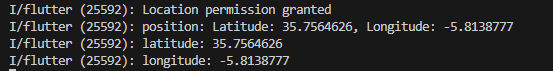 I/flutter (25592): Location permission granted
I/flutter (25592): position: Latitude: 35.7564626, Longitude: -5.8138777
I/flutter (25592): latitude: 35.7564626
I/flutter (25592): longitude: -5.8138777